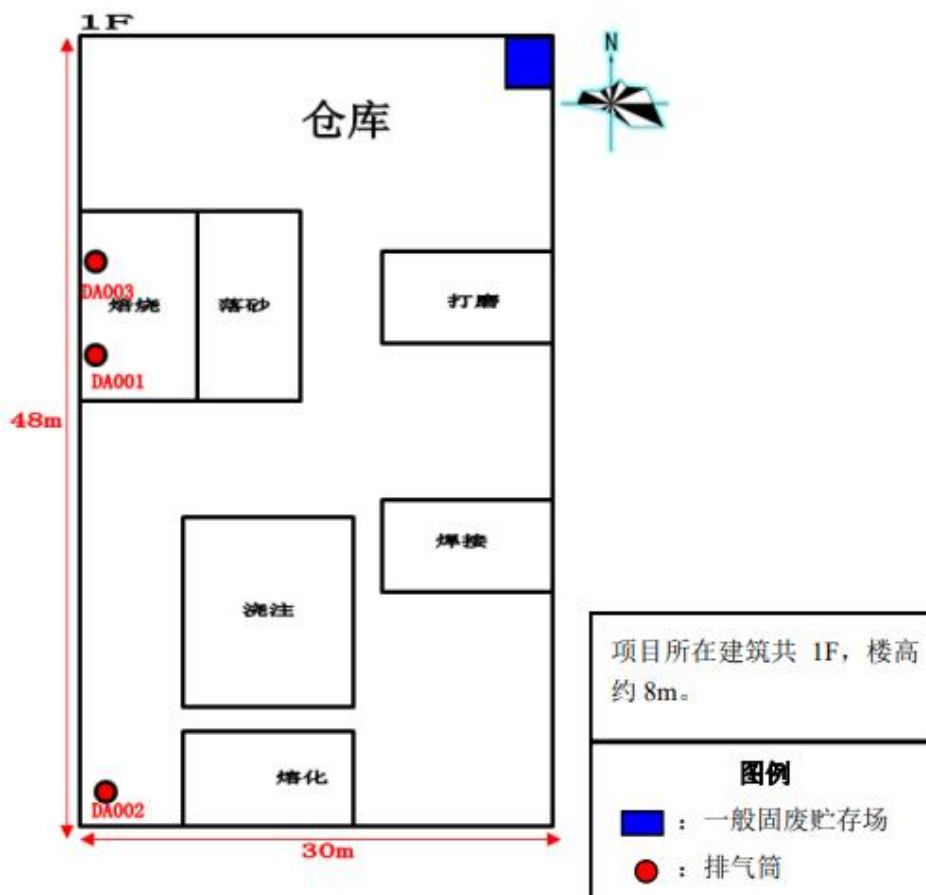 1F
N
仓库
DA003
焙烧
落砂
打磨
DA001
48m
焊接
浇注
项目所在建筑共 1F，楼高
约 8m。
熔化
DA002
30m
图例
：一般固废贮存场
：排气筒